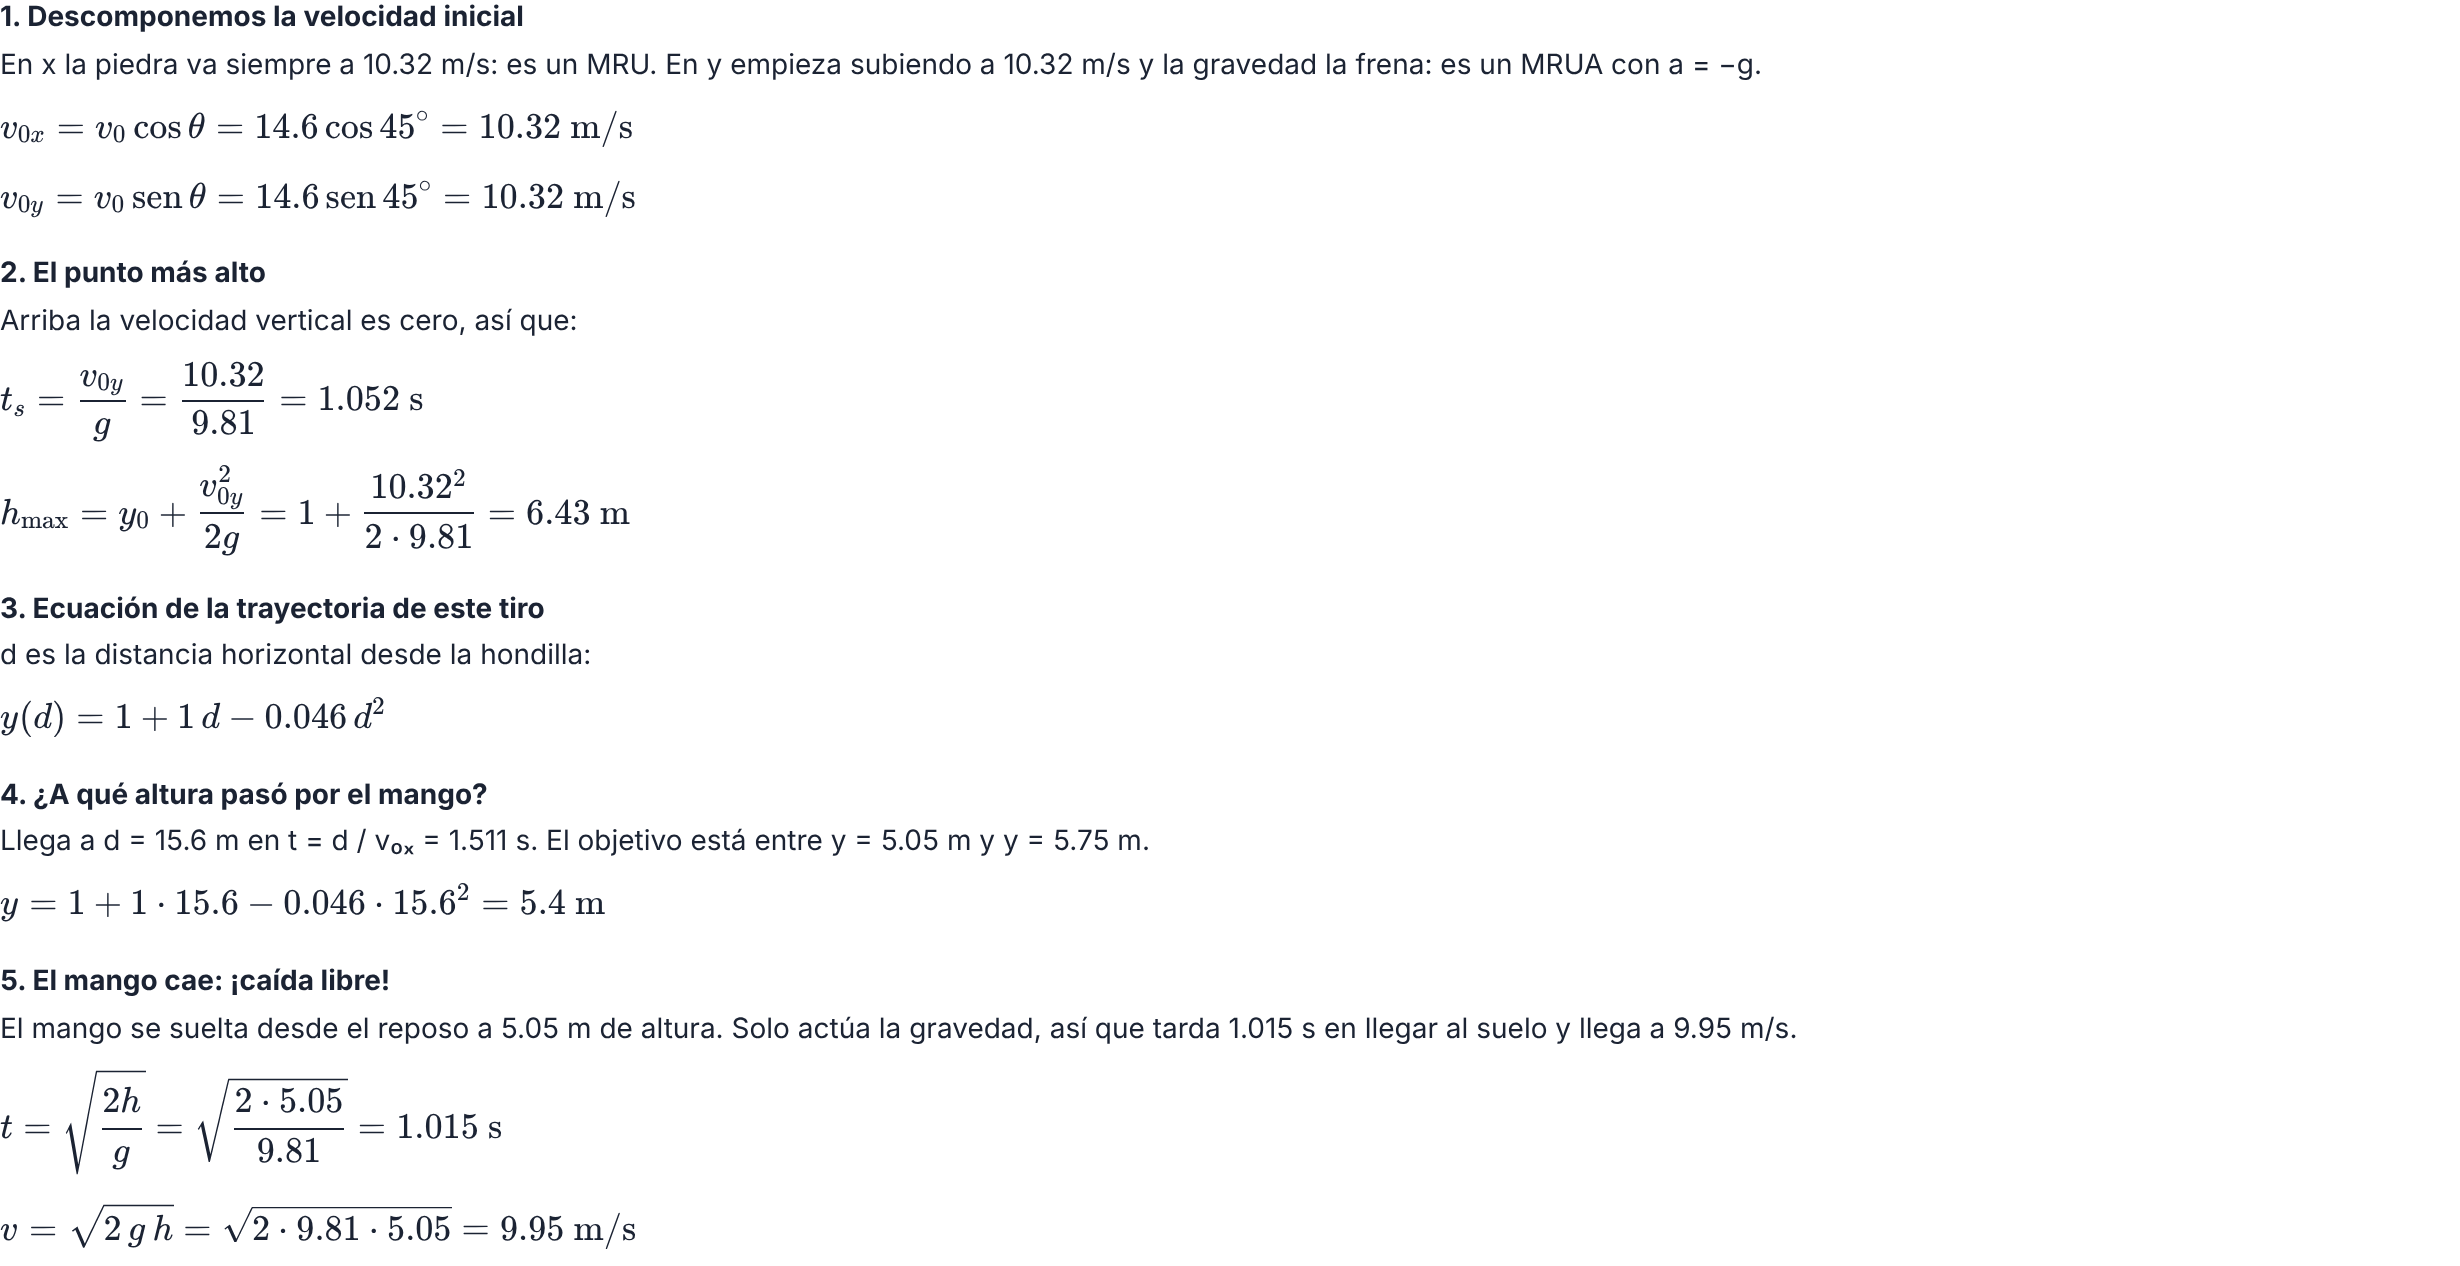 1. Descomponemos la velocidad inicial
En x la piedra va siempre a 10.32 m/s: es un MRU. En y empieza subiendo a 10.32 m/s y la gravedad la frena: es un MRUA con a = −g.
v₀ₓ = v₀ cos θ = 14.6 cos 45° = 10.32 m/s
v₀y = v₀ sen θ = 14.6 sen 45° = 10.32 m/s
2. El punto más alto
Arriba la velocidad vertical es cero, así que:
tₛ = v₀y / g = 10.32 / 9.81 = 1.052 s
hmax = y₀ + v₀y² / 2g = 1 + 10.32² / 2 · 9.81 = 6.43 m
3. Ecuación de la trayectoria de este tiro
d es la distancia horizontal desde la hondilla:
y(d) = 1 + 1 d − 0.046 d²
4. ¿A qué altura pasó por el mango?
Llega a d = 15.6 m en t = d / v₀ₓ = 1.511 s. El objetivo está entre y = 5.05 m y y = 5.75 m.
y = 1 + 1 · 15.6 − 0.046 · 15.6² = 5.4 m
5. El mango cae: ¡caída libre!
El mango se suelta desde el reposo a 5.05 m de altura. Solo actúa la gravedad, así que tarda 1.015 s en llegar al suelo y llega a 9.95 m/s.
t = √(2h / g) = √(2 · 5.05 / 9.81) = 1.015 s
v = √(2 g h) = √(2 · 9.81 · 5.05) = 9.95 m/s